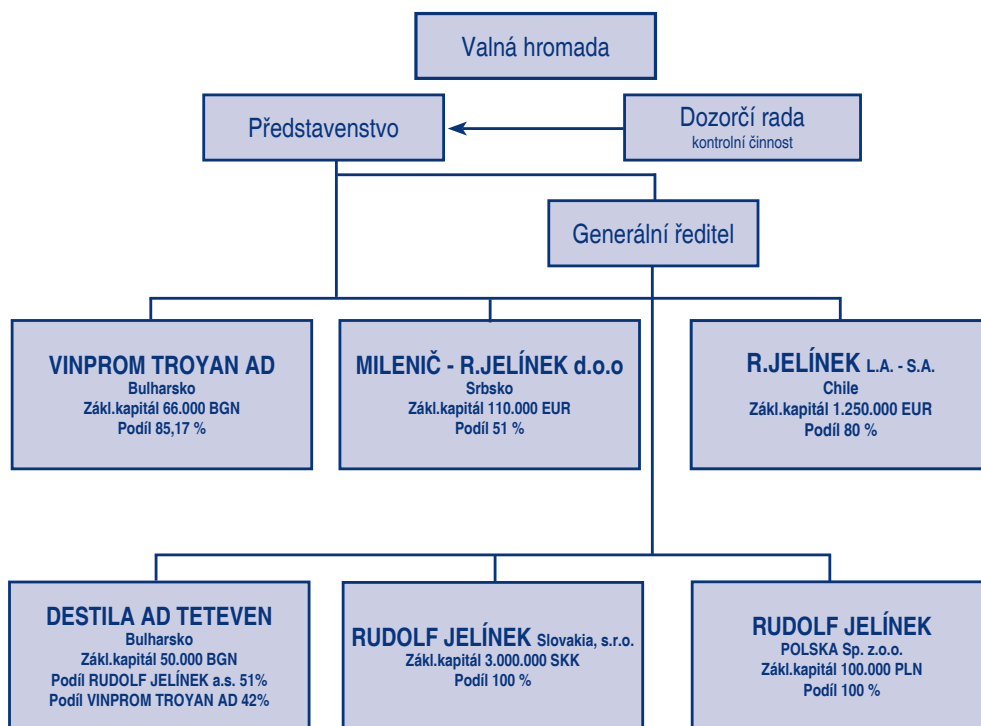 Valná hromada
Představenstvo
Dozorčí rada
kontrolní činnost
Generální ředitel
VINPROM TROYAN AD
Bulharsko
Zákl.kapitál 66.000 BGN
Podíl 85,17 %
MILENIČ - R.JELÍNEK d.o.o
Srbsko
Zákl.kapitál 110.000 EUR
Podíl 51 %
R.JELÍNEK L.A. - S.A.
Chile
Zákl.kapitál 1.250.000 EUR
Podíl 80 %
DESTILA AD TETEVEN
Bulharsko
Zákl.kapitál 50.000 BGN
Podíl RUDOLF JELÍNEK a.s. 51%
Podíl VINPROM TROYAN AD 42%
RUDOLF JELÍNEK Slovakia, s.r.o.
Zákl.kapitál 3.000.000 SKK
Podíl 100 %
RUDOLF JELÍNEK
POLSKA Sp. z.o.o.
Zákl.kapitál 100.000 PLN
Podíl 100 %